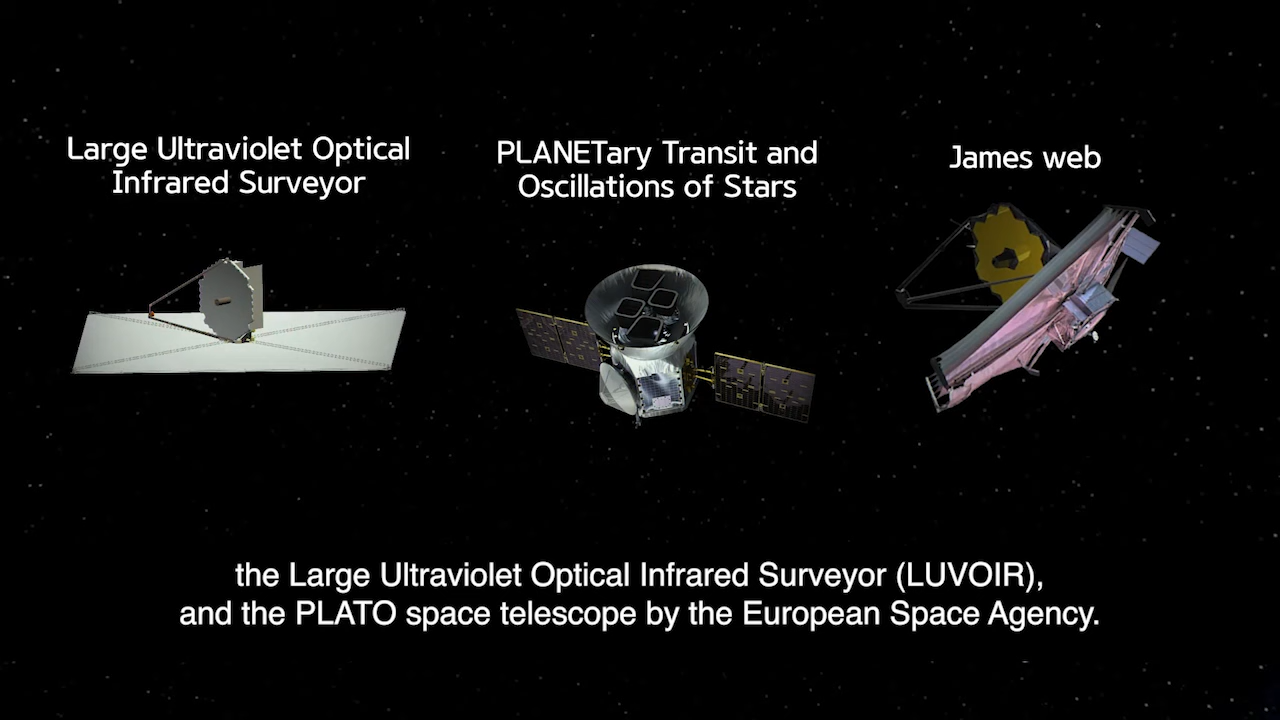 Large Ultraviolet Optical
Infrared Surveyor
PLANETary Transit and
Oscillations of Stars
James web
the Large Ultraviolet Optical Infrared Surveyor (LUVOIR),
and the PLATO space telescope by the European Space Agency.